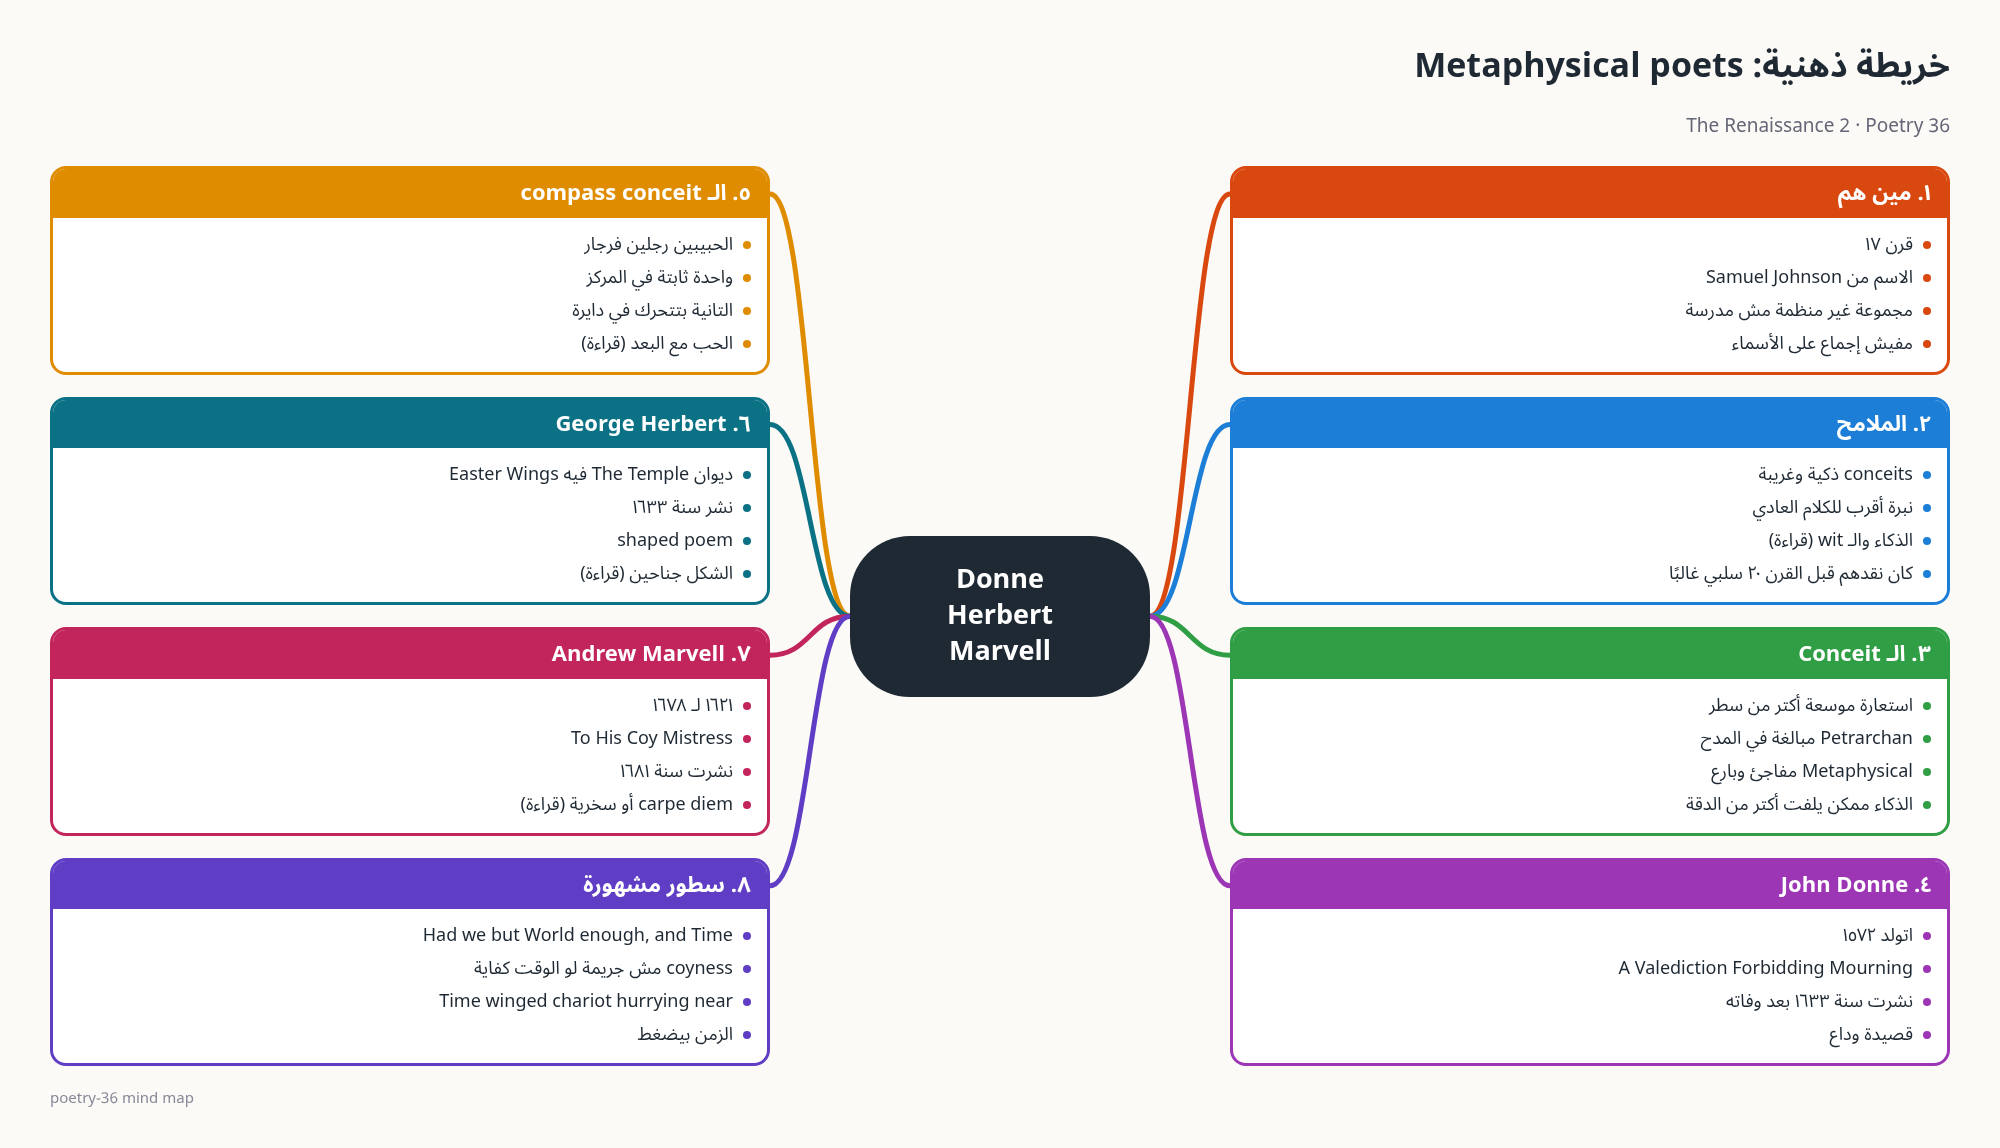 خريطة ذهنية: Metaphysical poets
The Renaissance 2 · Poetry 36
١. مين هم
قرن ١٧
الاسم من Samuel Johnson
مجموعة غير منظمة مش مدرسة
مفيش إجماع على الأسماء
٢. الملامح
conceits ذكية وغريبة
نبرة أقرب للكلام العادي
الذكاء والـ wit (قراءة)
كان نقدهم قبل القرن ٢٠ سلبي غالبًا
٣. الـ Conceit
استعارة موسعة أكتر من سطر
Petrarchan مبالغة في المدح
Metaphysical مفاجئ وبارع
الذكاء ممكن يلفت أكتر من الدقة
٤. John Donne
اتولد ١٥٧٢
A Valediction Forbidding Mourning
نشرت سنة ١٦٣٣ بعد وفاته
قصيدة وداع
Donne
Herbert
Marvell
٥. الـ compass conceit
الحبيبين رجلين فرجار
واحدة ثابتة في المركز
التانية بتتحرك في دايرة
الحب مع البعد (قراءة)
٦. George Herbert
ديوان The Temple فيه Easter Wings
نشر سنة ١٦٣٣
shaped poem
الشكل جناحين (قراءة)
٧. Andrew Marvell
١٦٢١ لـ ١٦٧٨
To His Coy Mistress
نشرت سنة ١٦٨١
carpe diem أو سخرية (قراءة)
٨. سطور مشهورة
Had we but World enough, and Time
coyness مش جريمة لو الوقت كفاية
Time winged chariot hurrying near
الزمن بيضغط
poetry-36 mind map